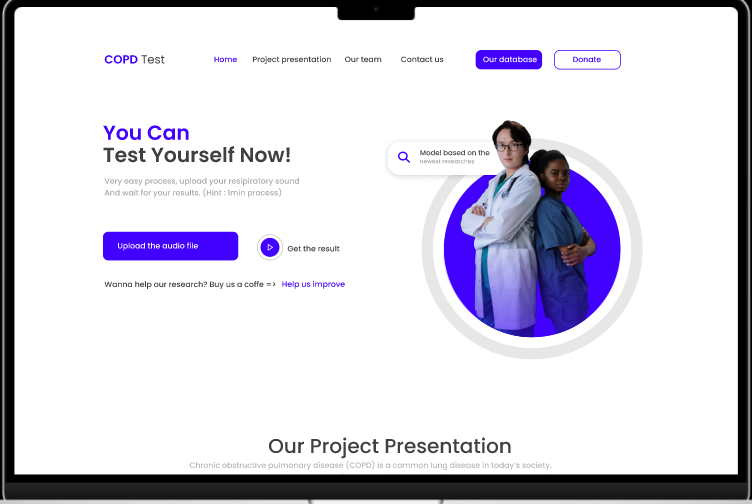 COPD Test
Home Project presentation Our team Contact us Our database Donate
You Can
Test Yourself Now!
Very easy process, upload your resipiratory sound
And wait for your results. (Hint : 1min process)
Model based on the
newest researches
Upload the audio file
Get the result
Wanna help our research? Buy us a coffe => Help us improve
Our Project Presentation
Chronic obstructive pulmonary disease (COPD) is a common lung disease in today's society.